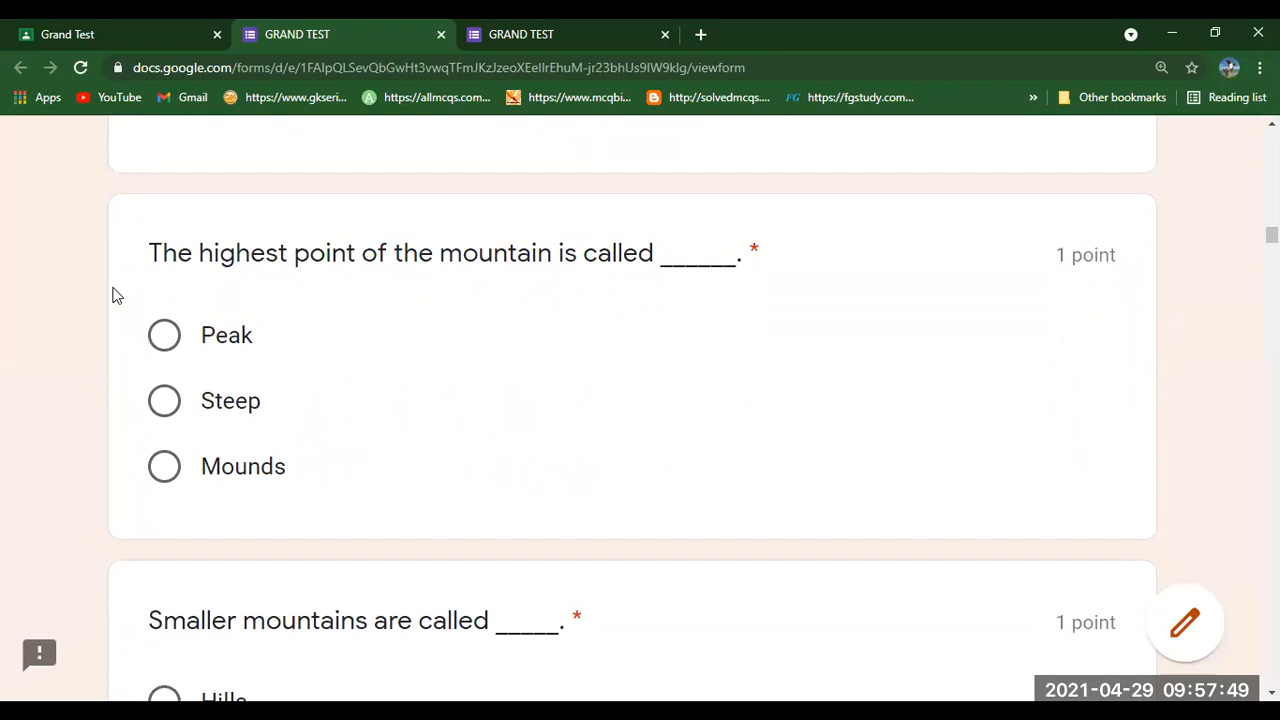 Grand Test
GRAND TEST
GRAND TEST
docs.google.com/forms/d/e/1FAIpQLSevQbGwHt3vwqTFmJKzJzeoXEellrEhuM-jr23bhUs9IW9klg/viewform
Apps
YouTube
Gmail
https://www.gkseri...
https://allmcqs.com...
https://www.mcqbi...
http://solvedmcqs....
FG https://fgstudy.com...
»
Other bookmarks
Reading list
The highest point of the mountain is called ______. *
1 point
Peak
Steep
Mounds
Smaller mountains are called _____. *
1 point
Hills
2021-04-29 09:57:49